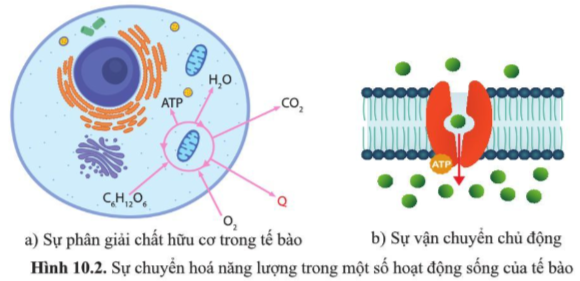 H₂O
ATP
CO₂
C₆H₁₂O₆
Q
O₂
ATP
a) Sự phân giải chất hữu cơ trong tế bào
b) Sự vận chuyển chủ động
Hình 10.2. Sự chuyển hoá năng lượng trong một số hoạt động sống của tế bào